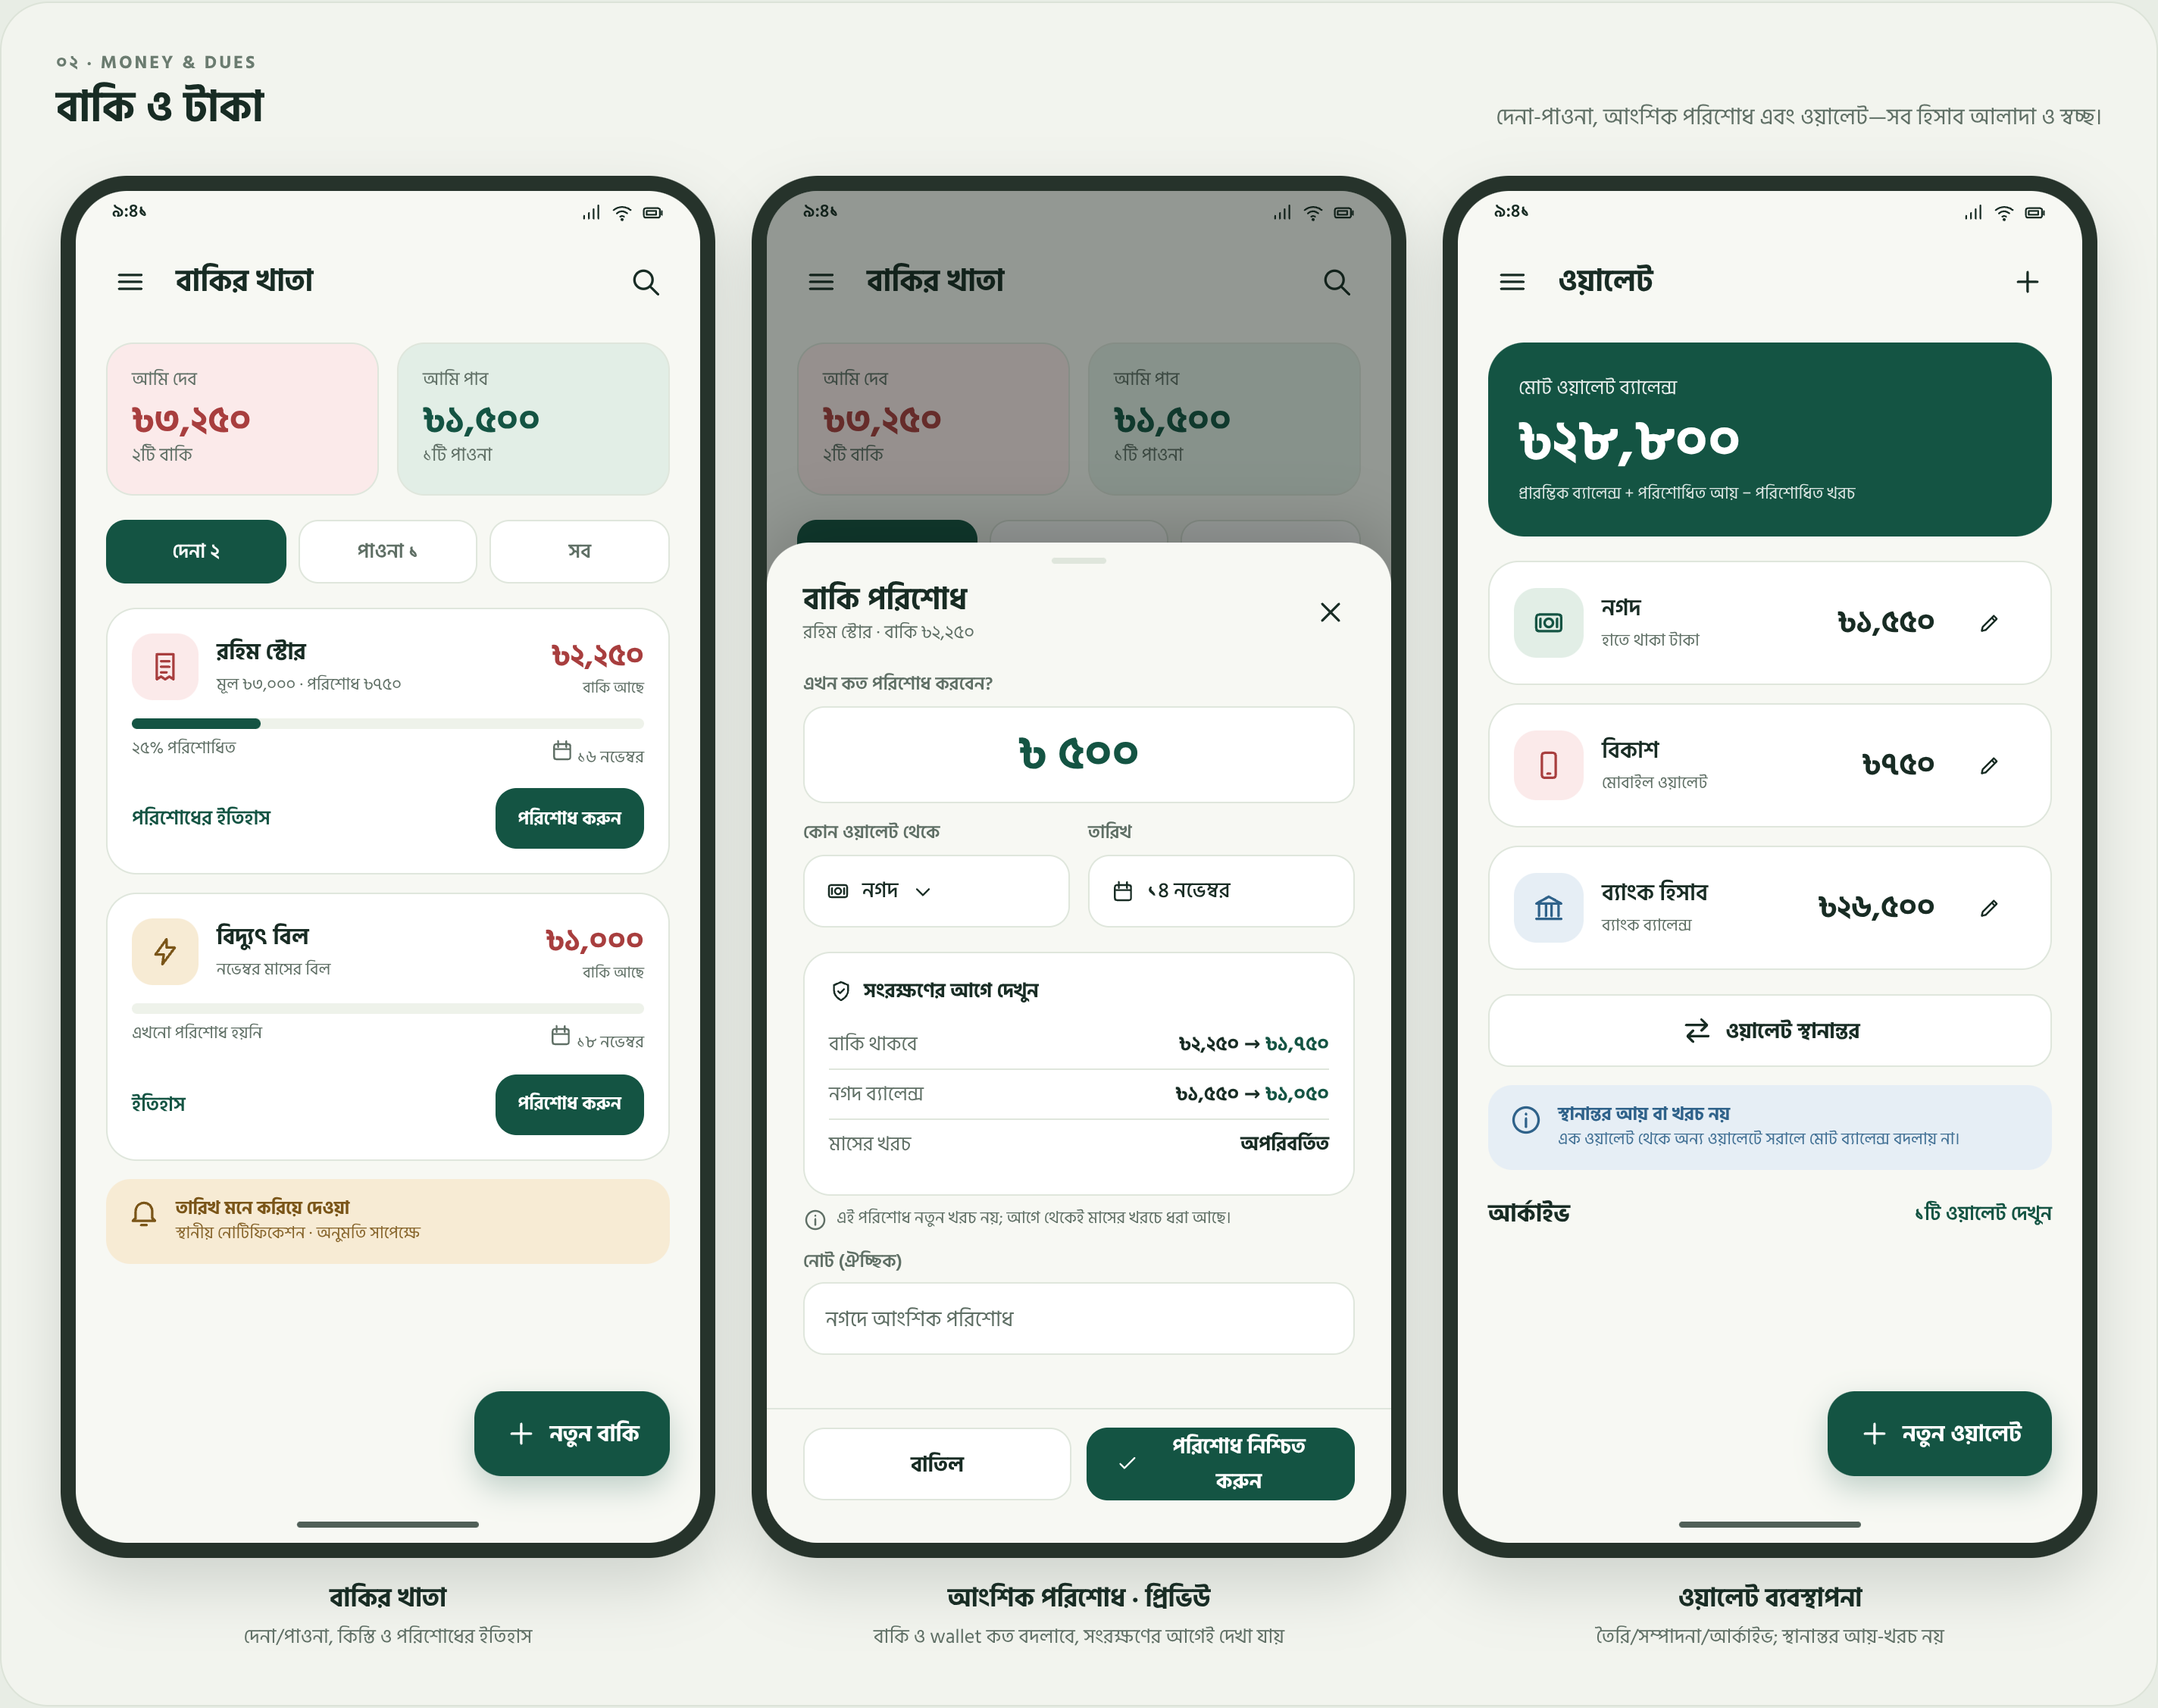 ০২ · MONEY & DUES
বাকি ও টাকা
দেনা-পাওনা, আংশিক পরিশোধ এবং ওয়ালেট—সব হিসাব আলাদা ও স্বচ্ছ।
৯:৪১
বাকির খাতা
আমি দেব
৳৩,২৫০
২টি বাকি
আমি পাব
৳১,৫০০
১টি পাওনা
দেনা ২
পাওনা ১
সব
রহিম স্টোর
মূল ৳৩,০০০ · পরিশোধ ৳৭৫০
৳২,২৫০
বাকি আছে
২৫% পরিশোধিত
১৬ নভেম্বর
পরিশোধের ইতিহাস
পরিশোধ করুন
বিদ্যুৎ বিল
নভেম্বর মাসের বিল
৳১,০০০
বাকি আছে
এখনো পরিশোধ হয়নি
১৮ নভেম্বর
ইতিহাস
পরিশোধ করুন
তারিখ মনে করিয়ে দেওয়া
স্থানীয় নোটিফিকেশন · অনুমতি সাপেক্ষে
নতুন বাকি
বাকির খাতা
দেনা/পাওনা, কিস্তি ও পরিশোধের ইতিহাস
৯:৪১
বাকির খাতা
আমি দেব
৳৩,২৫০
২টি বাকি
আমি পাব
৳১,৫০০
১টি পাওনা
বাকি পরিশোধ
রহিম স্টোর · বাকি ৳২,২৫০
এখন কত পরিশোধ করবেন?
৳ ৫০০
কোন ওয়ালেট থেকে
তারিখ
নগদ
১৪ নভেম্বর
সংরক্ষণের আগে দেখুন
বাকি থাকবে
৳২,২৫০ → ৳১,৭৫০
নগদ ব্যালেন্স
৳১,৫৫০ → ৳১,০৫০
মাসের খরচ
অপরিবর্তিত
এই পরিশোধ নতুন খরচ নয়; আগে থেকেই মাসের খরচে ধরা আছে।
নোট (ঐচ্ছিক)
নগদে আংশিক পরিশোধ
বাতিল
পরিশোধ নিশ্চিত
করুন
আংশিক পরিশোধ · প্রিভিউ
বাকি ও wallet কত বদলাবে, সংরক্ষণের আগেই দেখা যায়
৯:৪১
ওয়ালেট
মোট ওয়ালেট ব্যালেন্স
৳২৮,৮০০
প্রারম্ভিক ব্যালেন্স + পরিশোধিত আয় − পরিশোধিত খরচ
নগদ
হাতে থাকা টাকা
৳১,৫৫০
বিকাশ
মোবাইল ওয়ালেট
৳৭৫০
ব্যাংক হিসাব
ব্যাংক ব্যালেন্স
৳২৬,৫০০
ওয়ালেট স্থানান্তর
স্থানান্তর আয় বা খরচ নয়
এক ওয়ালেট থেকে অন্য ওয়ালেটে সরালে মোট ব্যালেন্স বদলায় না।
আর্কাইভ
১টি ওয়ালেট দেখুন
নতুন ওয়ালেট
ওয়ালেট ব্যবস্থাপনা
তৈরি/সম্পাদনা/আর্কাইভ; স্থানান্তর আয়-খরচ নয়